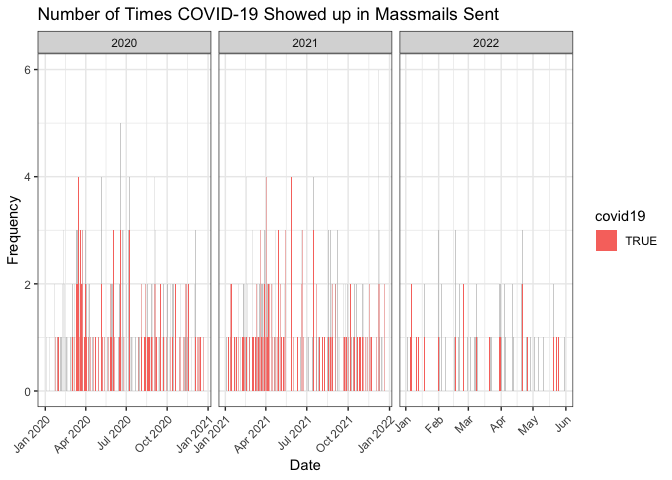 Number of Times COVID-19 Showed up in Massmails Sent
2020 2021 2022
6
4
2
0
Frequency
Jan 2020 Apr 2020 Jul 2020 Oct 2020 Jan 2021 Jan 2021 Apr 2021 Jul 2021 Oct 2021 Jan 2022 Jan Feb Mar Apr May Jun
Date
covid19
TRUE